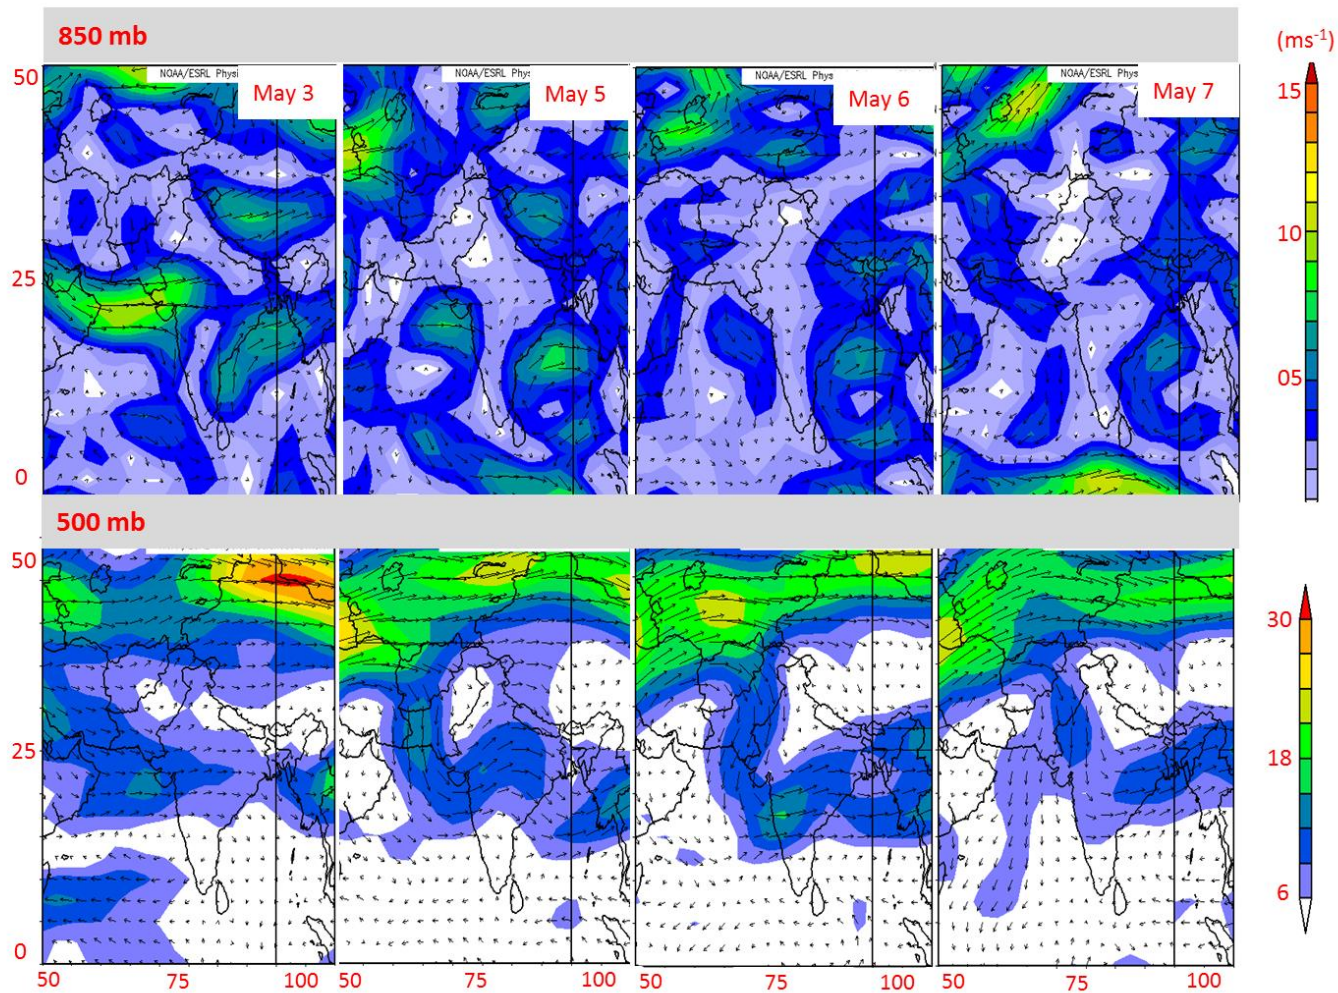 850 mb
(ms⁻¹)
NOAA/ESRL Physi
May 3
NOAA/ESRL Phys
May 5
NOAA/ESRL Phys
May 6
NOAA/ESRL Phys
May 7
50
25
0
15
10
05
500 mb
50
25
0
30
18
6
50 75 100 50 75 100 50 75 100 50 75 100